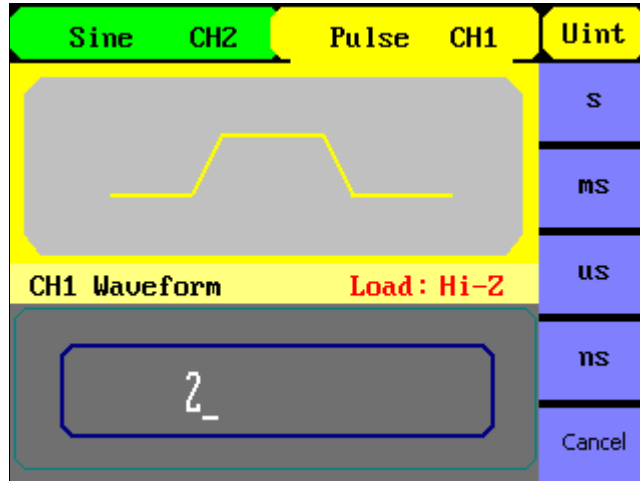 Sine CH2 Pulse CH1 Uint
s
ms
us
ns
Cancel
CH1 Waveform Load: Hi-Z
2_